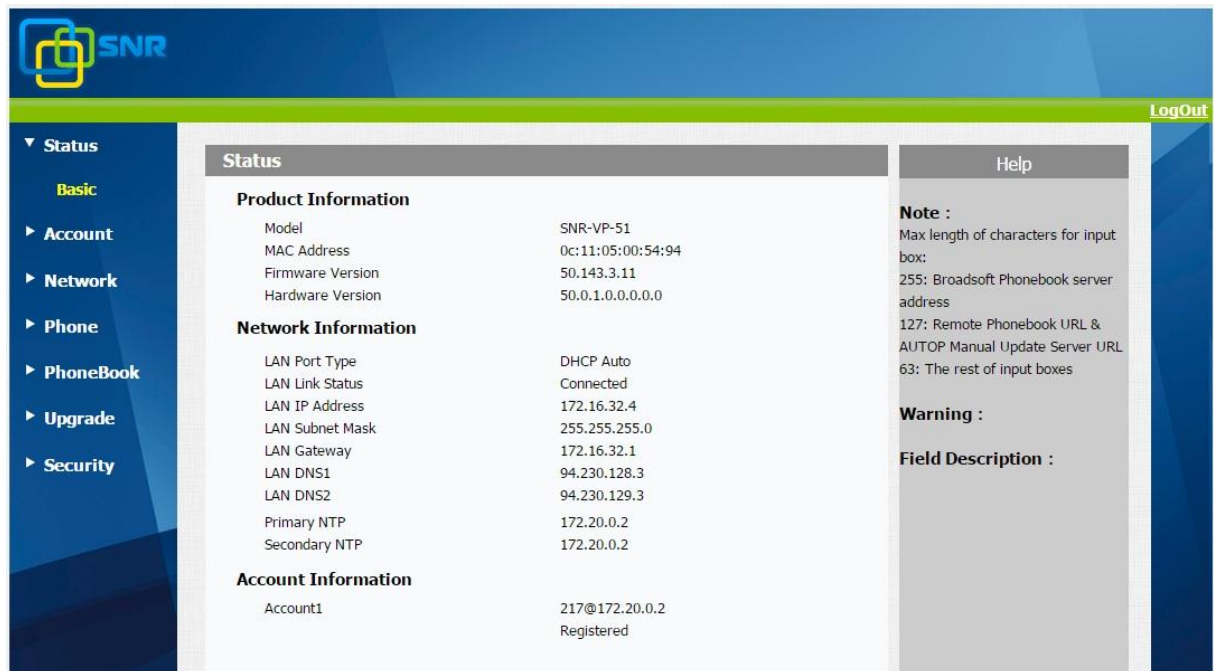 SNR
LogOut
Status
Basic
Account
Network
Phone
PhoneBook
Upgrade
Security
Status
Product Information
Model SNR-VP-51
MAC Address 0c:11:05:00:54:94
Firmware Version 50.143.3.11
Hardware Version 50.0.1.0.0.0.0.0
Network Information
LAN Port Type DHCP Auto
LAN Link Status Connected
LAN IP Address 172.16.32.4
LAN Subnet Mask 255.255.255.0
LAN Gateway 172.16.32.1
LAN DNS1 94.230.128.3
LAN DNS2 94.230.129.3
Primary NTP 172.20.0.2
Secondary NTP 172.20.0.2
Account Information
Account1 217@172.20.0.2
Registered
Help
Note :
Max length of characters for input
box:
255: Broadsoft Phonebook server
address
127: Remote Phonebook URL &
AUTOP Manual Update Server URL
63: The rest of input boxes
Warning :
Field Description :